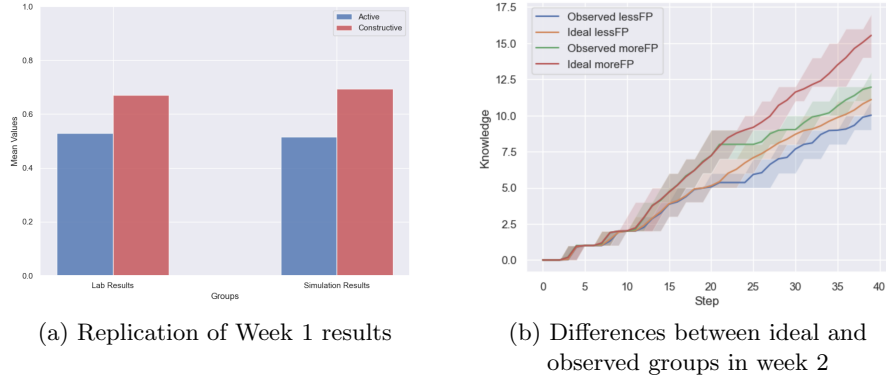 1.0
0.8
0.6
0.4
0.2
0.0
Mean Values
Active
Constructive
Lab Results
Simulation Results
Groups
(a) Replication of Week 1 results
17.5
15.0
12.5
10.0
7.5
5.0
2.5
0.0
Knowledge
Observed lessFP
Ideal lessFP
Observed moreFP
Ideal moreFP
0 5 10 15 20 25 30 35 40
Step
(b) Differences between ideal and
observed groups in week 2